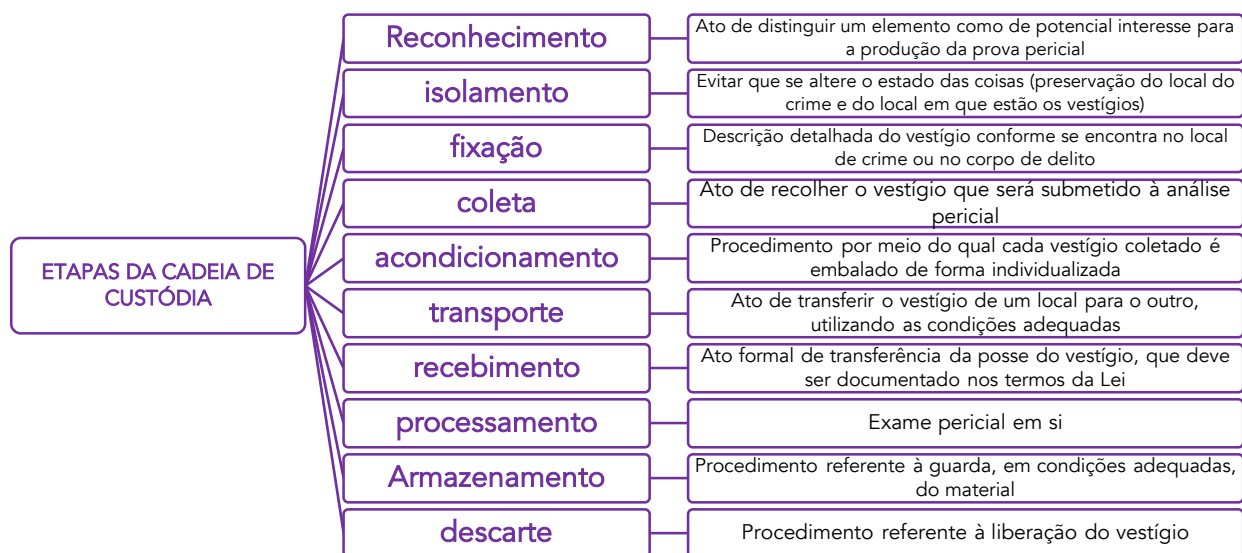 ETAPAS DA CADEIA DE
CUSTÓDIA
Reconhecimento
Ato de distinguir um elemento como de potencial interesse para
a produção da prova pericial
isolamento
Evitar que se altere o estado das coisas (preservação do local do
crime e do local em que estão os vestígios)
fixação
Descrição detalhada do vestígio conforme se encontra no local
de crime ou no corpo de delito
coleta
Ato de recolher o vestígio que será submetido à análise
pericial
acondicionamento
Procedimento por meio do qual cada vestígio coletado é
embalado de forma individualizada
transporte
Ato de transferir o vestígio de um local para o outro,
utilizando as condições adequadas
recebimento
Ato formal de transferência da posse do vestígio, que deve
ser documentado nos termos da Lei
processamento
Exame pericial em si
Armazenamento
Procedimento referente à guarda, em condições adequadas,
do material
descarte
Procedimento referente à liberação do vestígio